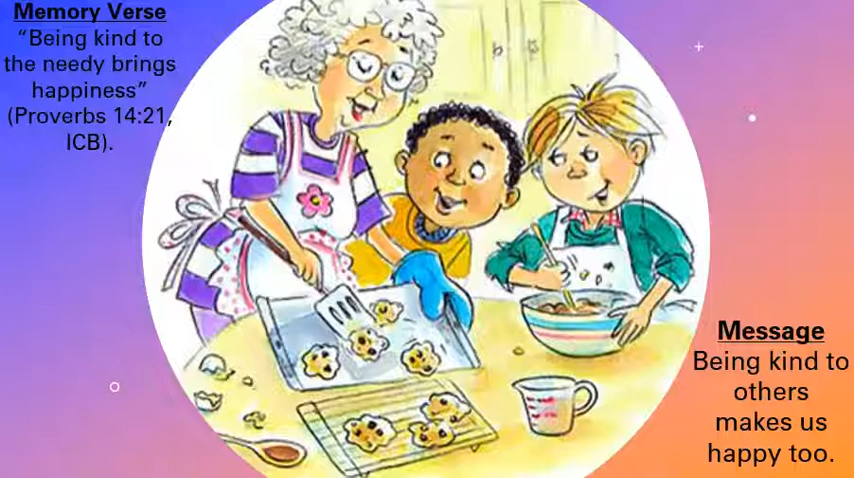 Memory Verse
“Being kind to
the needy brings
happiness”
(Proverbs 14:21,
ICB).
Message
Being kind to
others
makes us
happy too.